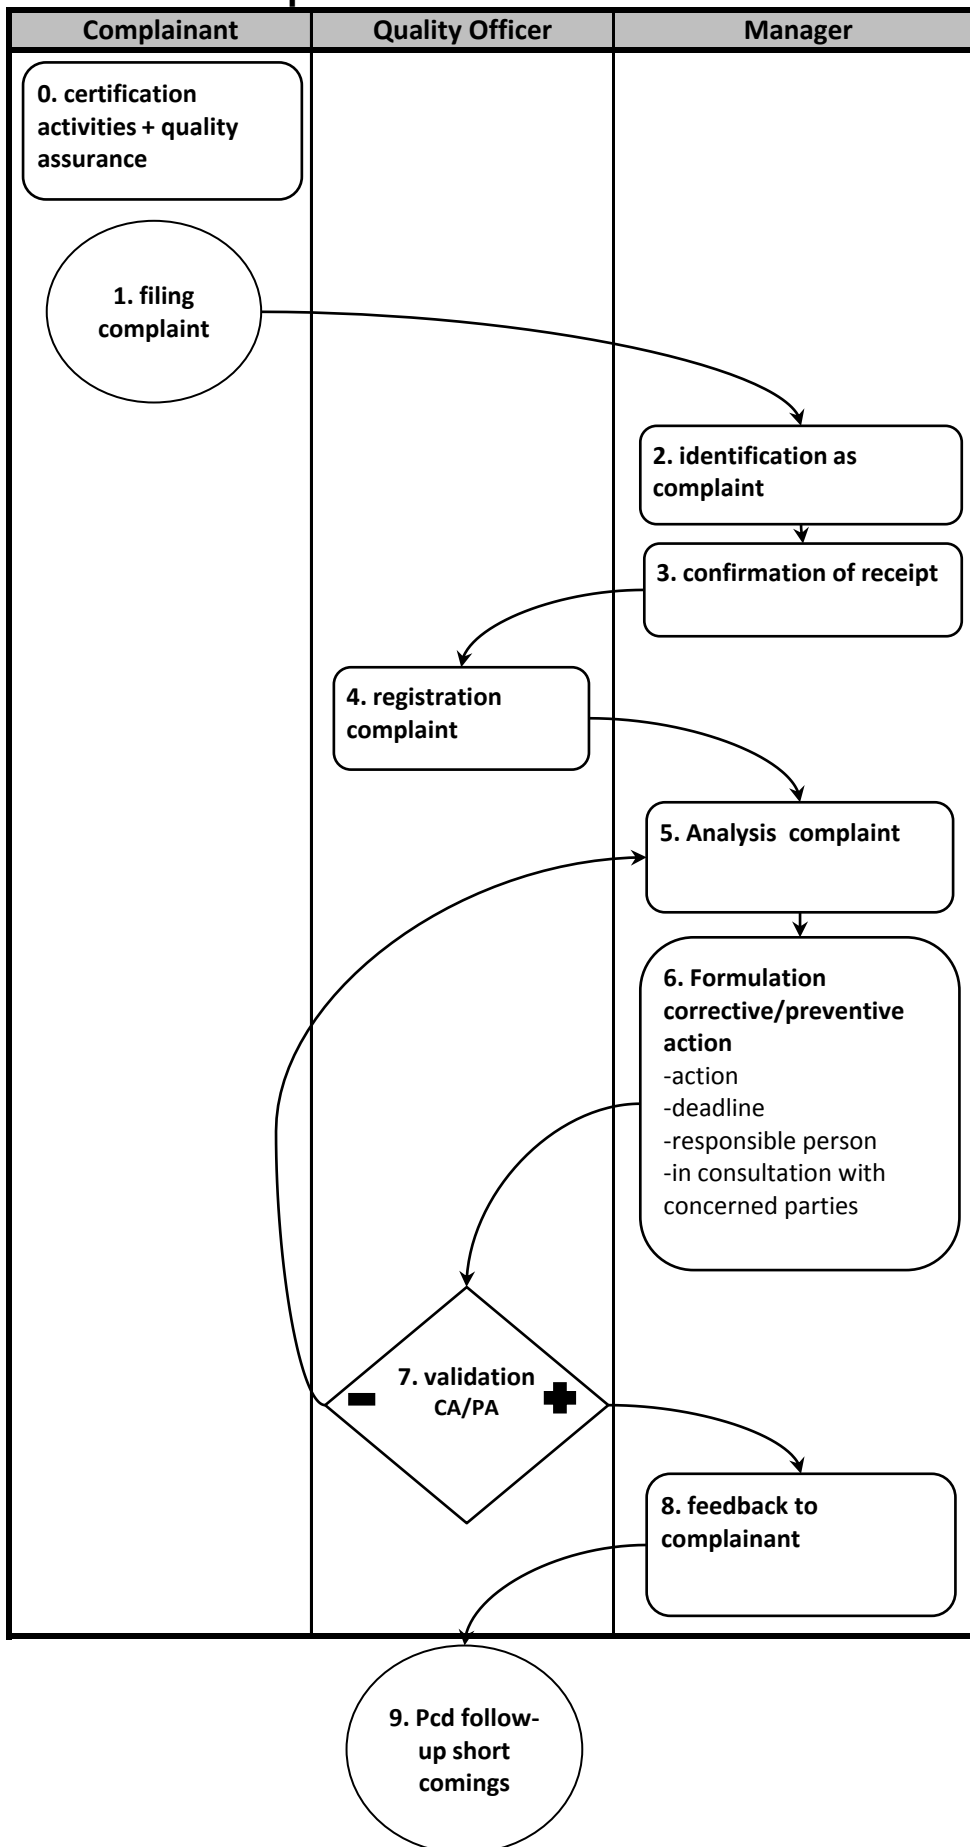 Complainant
Quality Officer
Manager
0. certification
activities + quality
assurance
1. filing
complaint
2. identification as
complaint
3. confirmation of receipt
4. registration
complaint
5. Analysis  complaint
6. Formulation
corrective/preventive
action
-action
-deadline
-responsible person
-in consultation with
concerned parties
7. validation
CA/PA
8. feedback to
complainant
9. Pcd follow-
up short
comings